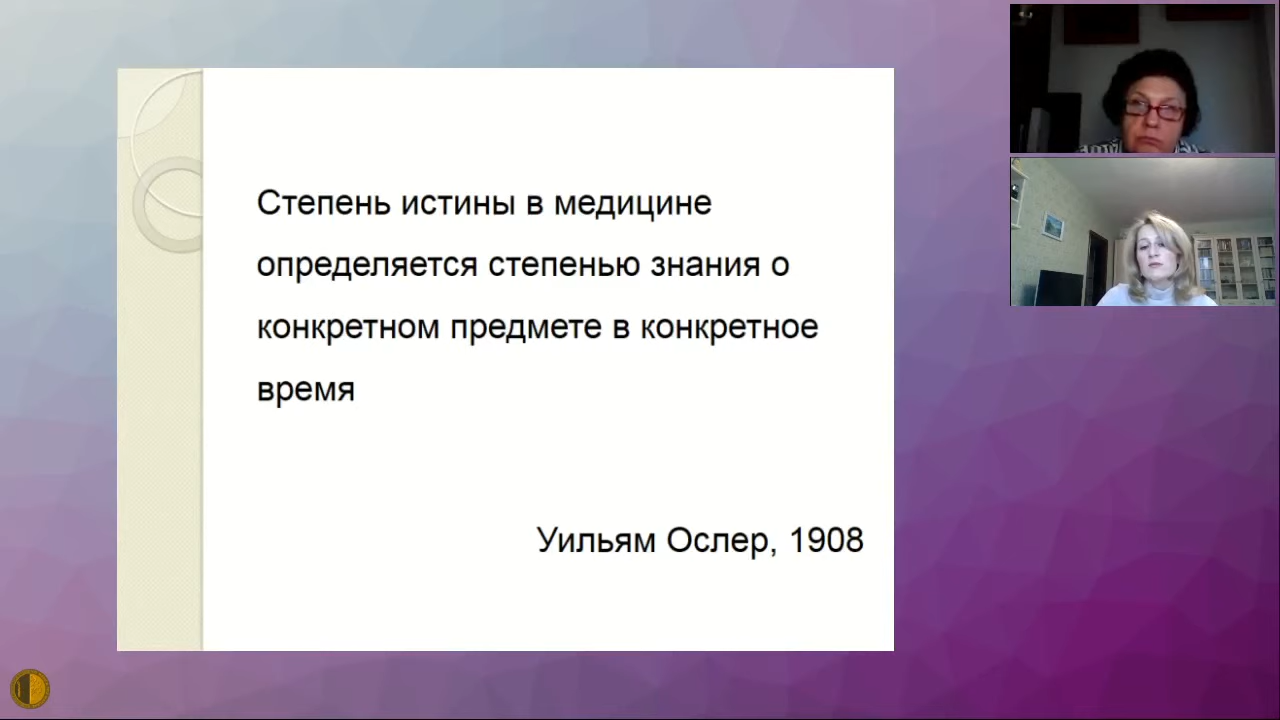 Степень истины в медицине
определяется степенью знания о
конкретном предмете в конкретное
время
Уильям Ослер, 1908